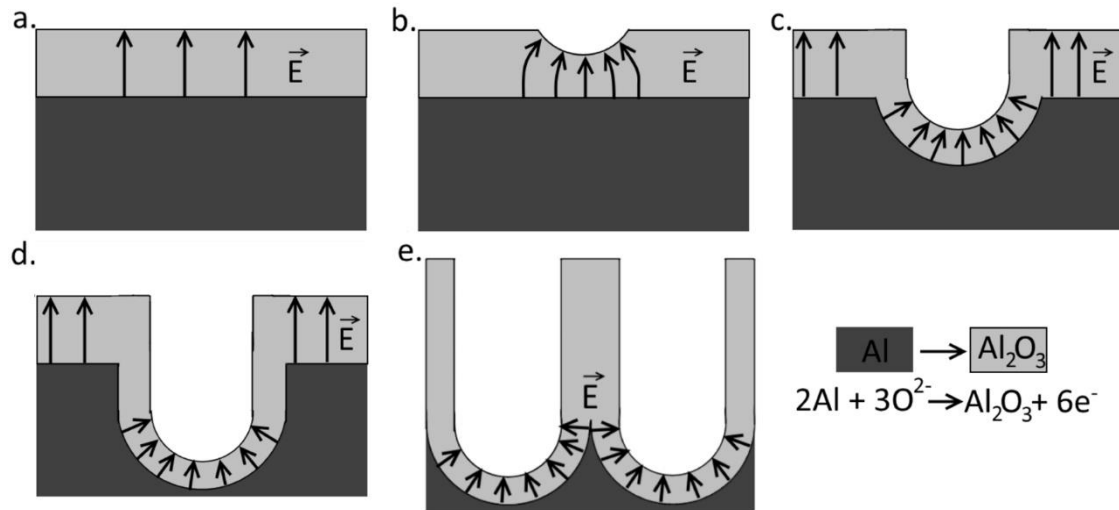 a.
E⃗
b.
E⃗
c.
E⃗
d.
E⃗
e.
E⃗
Al → Al₂O₃
2Al + 3O²⁻→Al₂O₃+ 6e⁻